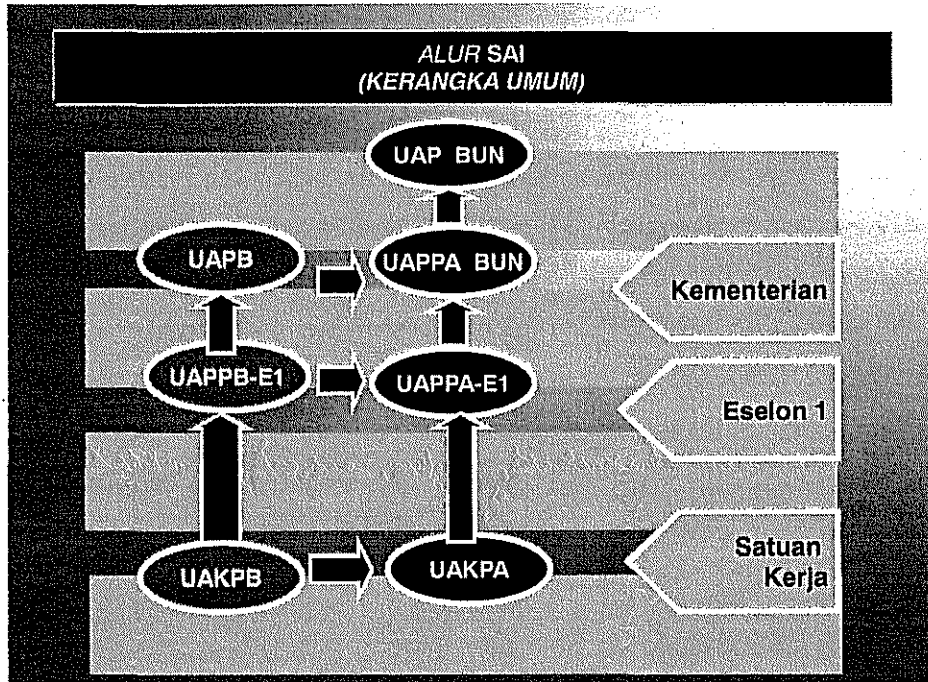 ALUR SAI
(KERANGKA UMUM)
UAP BUN
UAPB
UAPPA BUN
Kementerian
UAPPB-E1
UAPPA-E1
Eselon 1
UAKPB
UAKPA
Satuan
Kerja